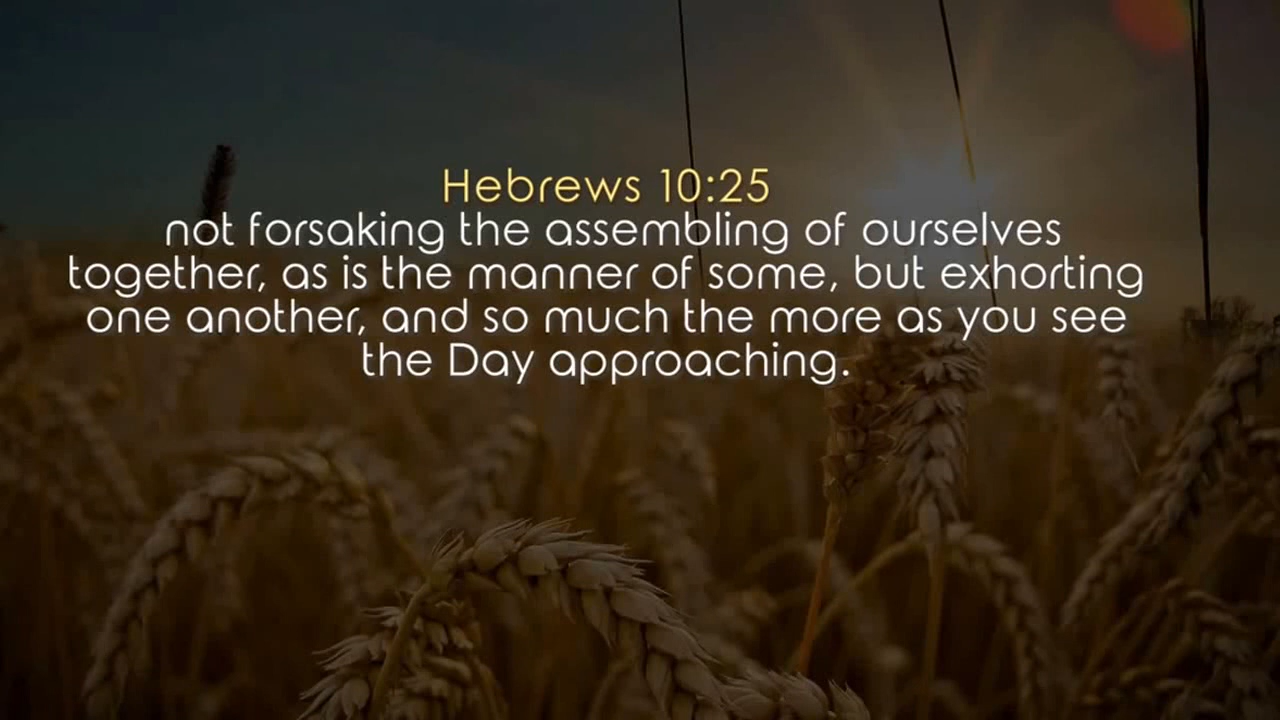 Hebrews 10:25
not forsaking the assembling of ourselves
together, as is the manner of some, but exhorting
one another, and so much the more as you see
the Day approaching.